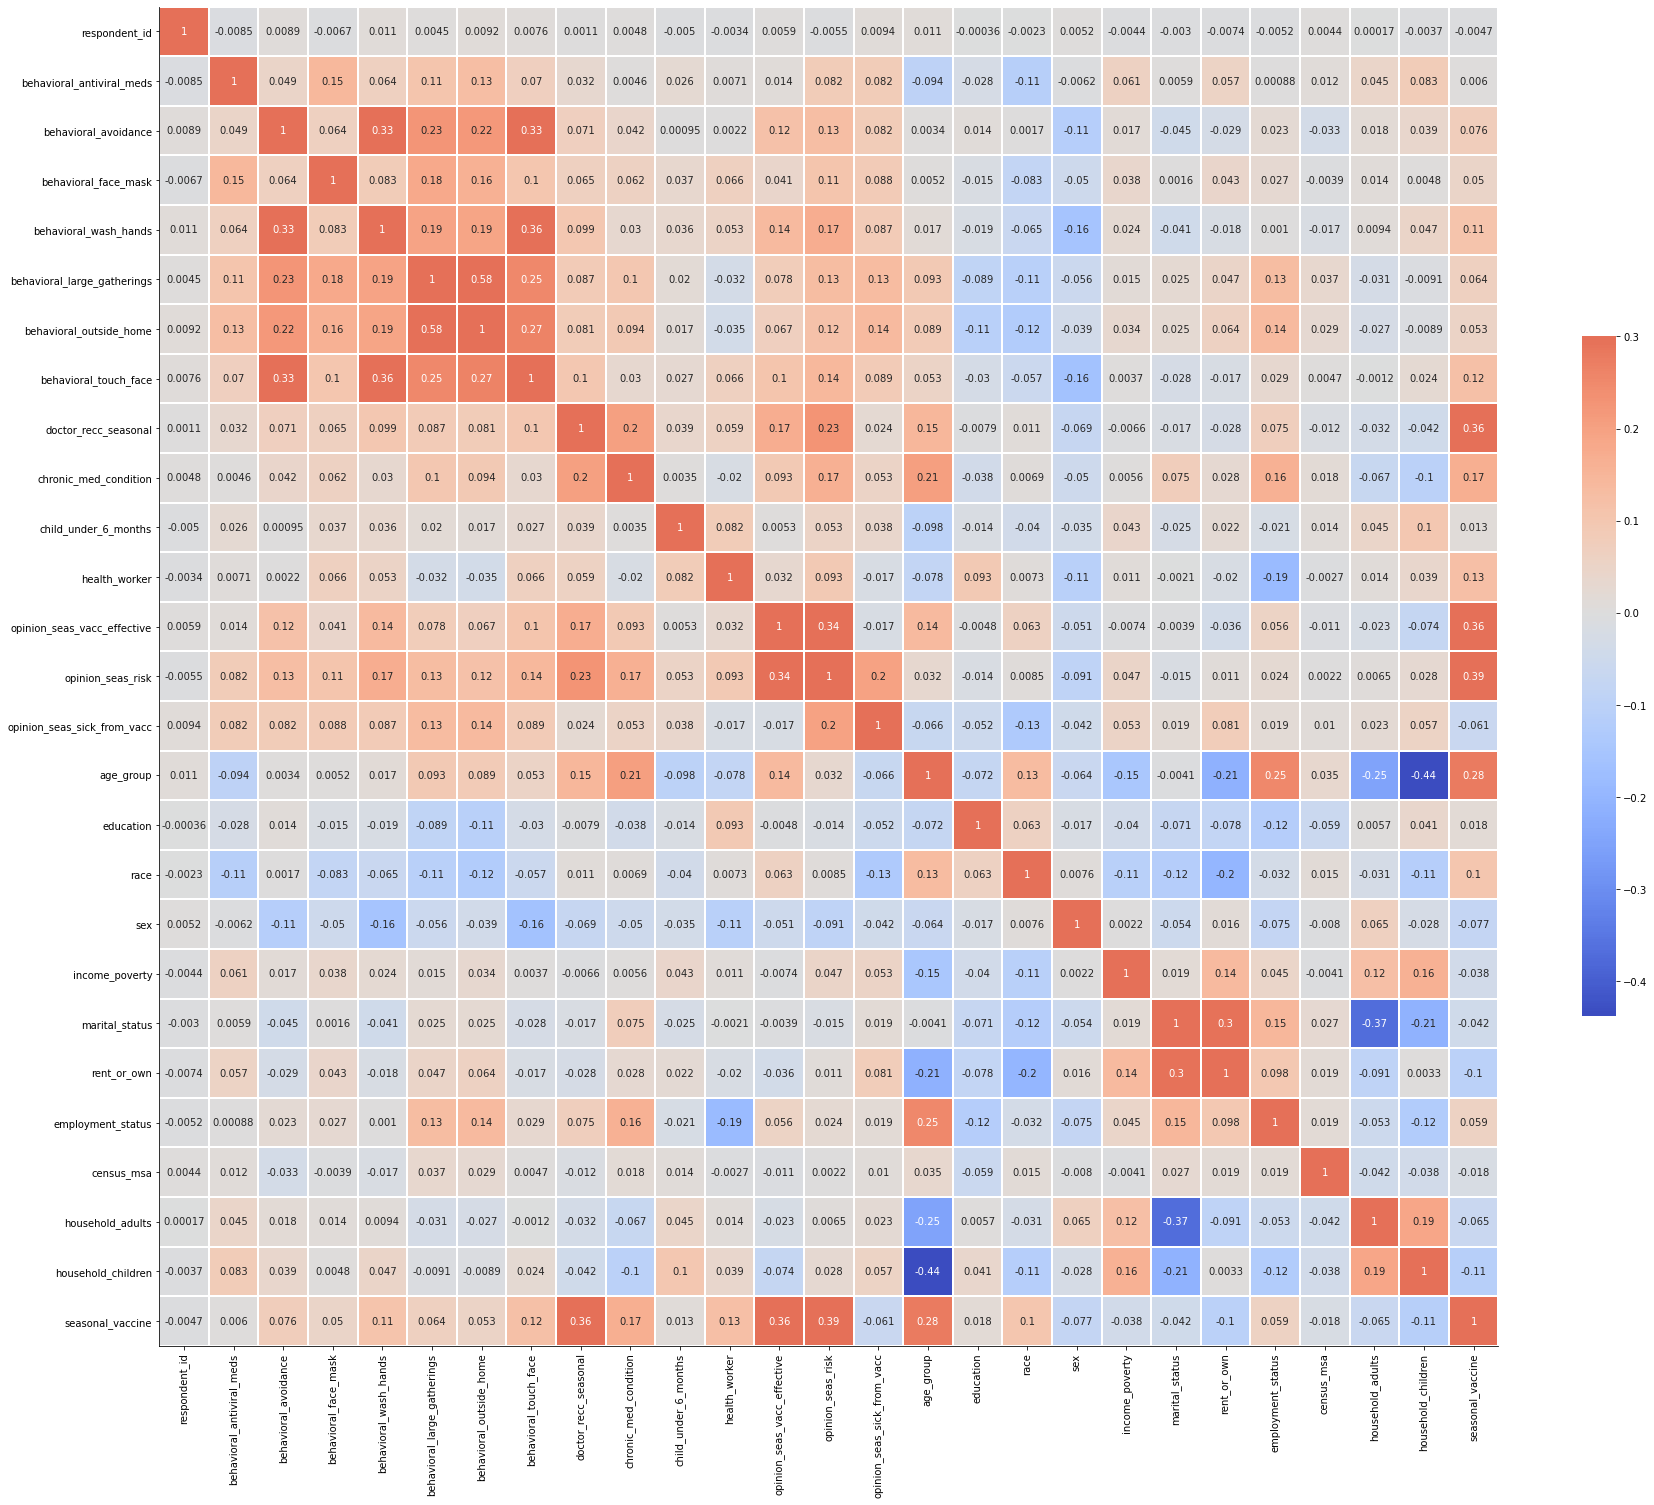 respondent_id 1 -0.0085 0.0089 -0.0067 0.011 0.0045 0.0092 0.0076 0.0011 0.0048 -0.005 -0.0034 0.0059 -0.0055 0.0094 0.011 -0.00036 -0.0023 0.0052 -0.0044 -0.003 -0.0074 -0.0052 0.0044 0.00017 -0.0037 -0.0047
behavioral_antiviral_meds -0.0085 1 0.049 0.15 0.064 0.11 0.13 0.07 0.032 0.0046 0.026 0.0071 0.014 0.082 0.082 -0.094 -0.028 -0.11 -0.0062 0.061 0.0059 0.057 0.00088 0.012 0.045 0.083 0.006
behavioral_avoidance 0.0089 0.049 1 0.064 0.33 0.23 0.22 0.33 0.071 0.042 0.00095 0.0022 0.12 0.13 0.082 0.0034 0.014 0.0017 -0.11 0.017 -0.045 -0.029 0.023 -0.033 0.018 0.039 0.076
behavioral_face_mask -0.0067 0.15 0.064 1 0.083 0.18 0.16 0.1 0.065 0.062 0.037 0.066 0.041 0.11 0.088 0.0052 -0.015 -0.083 -0.05 0.038 0.0016 0.043 0.027 -0.0039 0.014 0.0048 0.05
behavioral_wash_hands 0.011 0.064 0.33 0.083 1 0.19 0.19 0.36 0.099 0.03 0.036 0.053 0.14 0.17 0.087 0.017 -0.019 -0.065 -0.16 0.024 -0.041 -0.018 0.001 -0.017 0.0094 0.047 0.11
behavioral_large_gatherings 0.0045 0.11 0.23 0.18 0.19 1 0.58 0.25 0.087 0.1 0.02 -0.032 0.078 0.13 0.13 0.093 -0.089 -0.11 -0.056 0.015 0.025 0.047 0.13 0.037 -0.031 -0.0091 0.064
behavioral_outside_home 0.0092 0.13 0.22 0.16 0.19 0.58 1 0.27 0.081 0.094 0.017 -0.035 0.067 0.12 0.14 0.089 -0.11 -0.12 -0.039 0.034 0.025 0.064 0.14 0.029 -0.027 -0.0089 0.053
behavioral_touch_face 0.0076 0.07 0.33 0.1 0.36 0.25 0.27 1 0.1 0.03 0.027 0.066 0.1 0.14 0.089 0.053 -0.03 -0.057 -0.16 0.0037 -0.028 -0.017 0.029 0.0047 -0.0012 0.024 0.12
doctor_recc_seasonal 0.0011 0.032 0.071 0.065 0.099 0.087 0.081 0.1 1 0.2 0.039 0.059 0.17 0.23 0.024 0.15 -0.0079 0.011 -0.069 -0.0066 -0.017 -0.028 0.075 -0.012 -0.032 -0.042 0.36
chronic_med_condition 0.0048 0.0046 0.042 0.062 0.03 0.1 0.094 0.03 0.2 1 0.0035 -0.02 0.093 0.17 0.053 0.21 -0.038 0.0069 -0.05 0.0056 0.075 0.028 0.16 0.018 -0.067 -0.1 0.17
child_under_6_months -0.005 0.026 0.00095 0.037 0.036 0.02 0.017 0.027 0.039 0.0035 1 0.082 0.0053 0.053 0.038 -0.098 -0.014 -0.04 -0.035 0.043 -0.025 0.022 -0.021 0.014 0.045 0.1 0.013
health_worker -0.0034 0.0071 0.0022 0.066 0.053 -0.032 -0.035 0.066 0.059 -0.02 0.082 1 0.032 0.093 -0.017 -0.078 0.093 0.0073 -0.11 0.011 -0.0021 -0.02 -0.19 -0.0027 0.014 0.039 0.13
opinion_seas_vacc_effective 0.0059 0.014 0.12 0.041 0.14 0.078 0.067 0.1 0.17 0.093 0.0053 0.032 1 0.34 -0.017 0.14 -0.0048 0.063 -0.051 -0.0074 -0.0039 -0.036 0.056 -0.011 -0.023 -0.074 0.36
opinion_seas_risk -0.0055 0.082 0.13 0.11 0.17 0.13 0.12 0.14 0.23 0.17 0.053 0.093 0.34 1 0.2 0.032 -0.014 0.0085 -0.091 0.047 -0.015 0.011 0.024 0.0022 0.0065 0.028 0.39
opinion_seas_sick_from_vacc 0.0094 0.082 0.082 0.088 0.087 0.13 0.14 0.089 0.024 0.053 0.038 -0.017 -0.017 0.2 1 -0.066 -0.052 -0.13 -0.042 0.053 0.019 0.081 0.019 0.01 0.023 0.057 -0.061
age_group 0.011 -0.094 0.0034 0.0052 0.017 0.093 0.089 0.053 0.15 0.21 -0.098 -0.078 0.14 0.032 -0.066 1 -0.072 0.13 -0.064 -0.15 -0.0041 -0.21 0.25 0.035 -0.25 -0.44 0.28
education -0.00036 -0.028 0.014 -0.015 -0.019 -0.089 -0.11 -0.03 -0.0079 -0.038 -0.014 0.093 -0.0048 -0.014 -0.052 -0.072 1 0.063 -0.017 -0.04 -0.071 -0.078 -0.12 -0.059 0.0057 0.041 0.018
race -0.0023 -0.11 0.0017 -0.083 -0.065 -0.11 -0.12 -0.057 0.011 0.0069 -0.04 0.0073 0.063 0.0085 -0.13 0.13 0.063 1 0.0076 -0.11 -0.12 -0.2 -0.032 0.015 -0.031 -0.11 0.1
sex 0.0052 -0.0062 -0.11 -0.05 -0.16 -0.056 -0.039 -0.16 -0.069 -0.05 -0.035 -0.11 -0.051 -0.091 -0.042 -0.064 -0.017 0.0076 1 0.0022 -0.054 0.016 -0.075 -0.008 0.065 -0.028 -0.077
income_poverty -0.0044 0.061 0.017 0.038 0.024 0.015 0.034 0.0037 -0.0066 0.0056 0.043 0.011 -0.0074 0.047 0.053 -0.15 -0.04 -0.11 0.0022 1 0.019 0.14 0.045 -0.0041 0.12 0.16 -0.038
marital_status -0.003 0.0059 -0.045 0.0016 -0.041 0.025 0.025 -0.028 -0.017 0.075 -0.025 -0.0021 -0.0039 -0.015 0.019 -0.0041 -0.071 -0.12 -0.054 0.019 1 0.3 0.15 0.027 -0.37 -0.21 -0.042
rent_or_own -0.0074 0.057 -0.029 0.043 -0.018 0.047 0.064 -0.017 -0.028 0.028 0.022 -0.02 -0.036 0.011 0.081 -0.21 -0.078 -0.2 0.016 0.14 0.3 1 0.098 0.019 -0.091 0.0033 -0.1
employment_status -0.0052 0.00088 0.023 0.027 0.001 0.13 0.14 0.029 0.075 0.16 -0.021 -0.19 0.056 0.024 0.019 0.25 -0.12 -0.032 -0.075 0.045 0.15 0.098 1 0.019 -0.053 -0.12 0.059
census_msa 0.0044 0.012 -0.033 -0.0039 -0.017 0.037 0.029 0.0047 -0.012 0.018 0.014 -0.0027 -0.011 0.0022 0.01 0.035 -0.059 0.015 -0.008 -0.0041 0.027 0.019 0.019 1 -0.042 -0.038 -0.018
household_adults 0.00017 0.045 0.018 0.014 0.0094 -0.031 -0.027 -0.0012 -0.032 -0.067 0.045 0.014 -0.023 0.0065 0.023 -0.25 0.0057 -0.031 0.065 0.12 -0.37 -0.091 -0.053 -0.042 1 0.19 -0.065
household_children -0.0037 0.083 0.039 0.0048 0.047 -0.0091 -0.0089 0.024 -0.042 -0.1 0.1 0.039 -0.074 0.028 0.057 -0.44 0.041 -0.11 -0.028 0.16 -0.21 0.0033 -0.12 -0.038 0.19 1 -0.11
seasonal_vaccine -0.0047 0.006 0.076 0.05 0.11 0.064 0.053 0.12 0.36 0.17 0.013 0.13 0.36 0.39 -0.061 0.28 0.018 0.1 -0.077 -0.038 -0.042 -0.1 0.059 -0.018 -0.065 -0.11 1
respondent_id
behavioral_antiviral_meds
behavioral_avoidance
behavioral_face_mask
behavioral_wash_hands
behavioral_large_gatherings
behavioral_outside_home
behavioral_touch_face
doctor_recc_seasonal
chronic_med_condition
child_under_6_months
health_worker
opinion_seas_vacc_effective
opinion_seas_risk
opinion_seas_sick_from_vacc
age_group
education
race
sex
income_poverty
marital_status
rent_or_own
employment_status
census_msa
household_adults
household_children
seasonal_vaccine
0.3
0.2
0.1
0.0
−0.1
−0.2
−0.3
−0.4